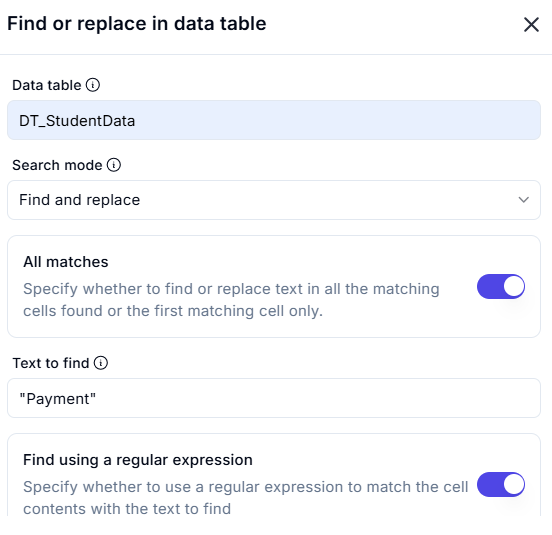 Find or replace in data table
Data table
DT_StudentData
Search mode
Find and replace
All matches
Specify whether to find or replace text in all the matching
cells found or the first matching cell only.
Text to find
"Payment"
Find using a regular expression
Specify whether to use a regular expression to match the cell
contents with the text to find